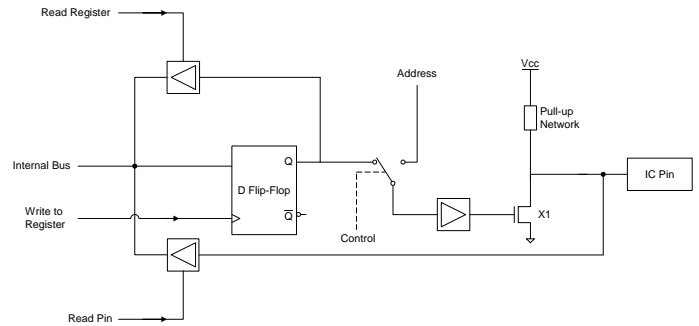 Read Register
Address
Vcc
Pull-up
Network
Internal Bus
Q
D Flip-Flop
IC Pin
Write to
Register
Q
X1
Control
Read Pin